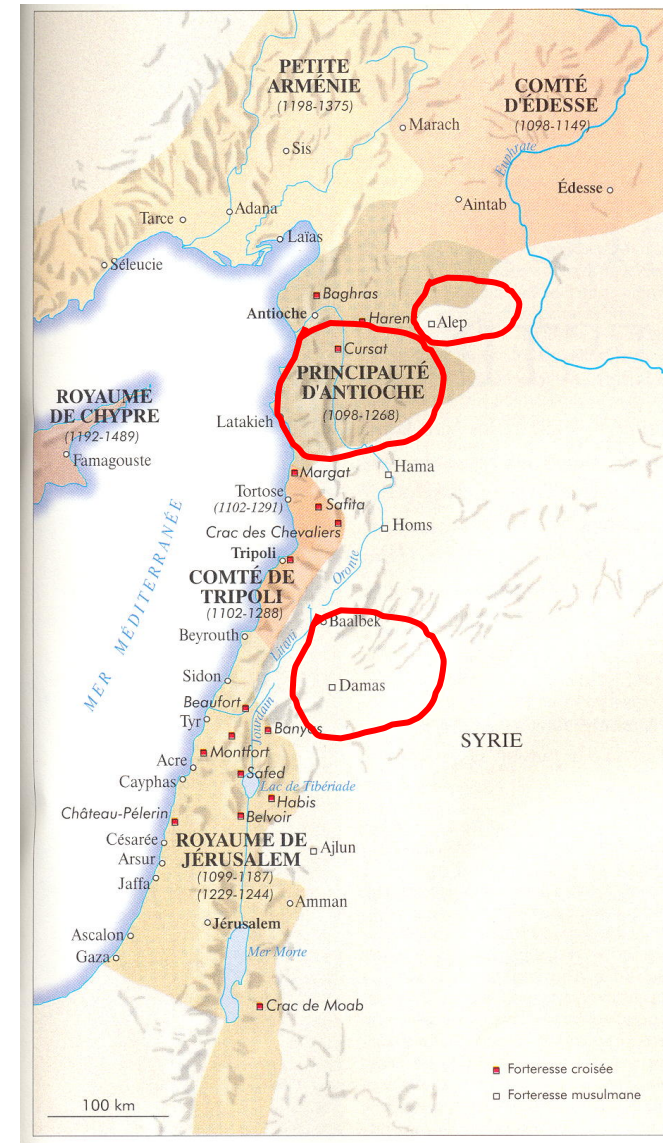 PETITE
ARMÉNIE
(1198-1375)
COMTÉ
D'ÉDESSE
(1098-1149)
Marach
Sis
Euphrate
Édesse
Aintab
Adana
Tarce
Laïas
Séleucie
Baghras
Antioche
Harenc
Alep
Cursat
PRINCIPAUTÉ
D'ANTIOCHE
(1098-1268)
ROYAUME
DE CHYPRE
(1192-1489)
Famagouste
Latakieh
Margat
Hama
Tortose
(1102-1291)
Safita
Crac des Chevaliers
Homs
Tripoli
Oronte
COMTÉ DE
TRIPOLI
(1102-1288)
MER MÉDITERRANÉE
Beyrouth
Baalbek
Litani
Sidon
Damas
Beaufort
Tyr
Jourdain
Banyas
SYRIE
Montfort
Acre
Safed
Cayphas
Lac de Tibériade
Habis
Château-Pélerin
Belvoir
Césarée
ROYAUME DE
JÉRUSALEM
(1099-1187)
(1229-1244)
Ajlun
Arsur
Jaffa
Amman
Jérusalem
Ascalon
Gaza
Mer Morte
Crac de Moab
Forteresse croisée
Forteresse musulmane
100 km